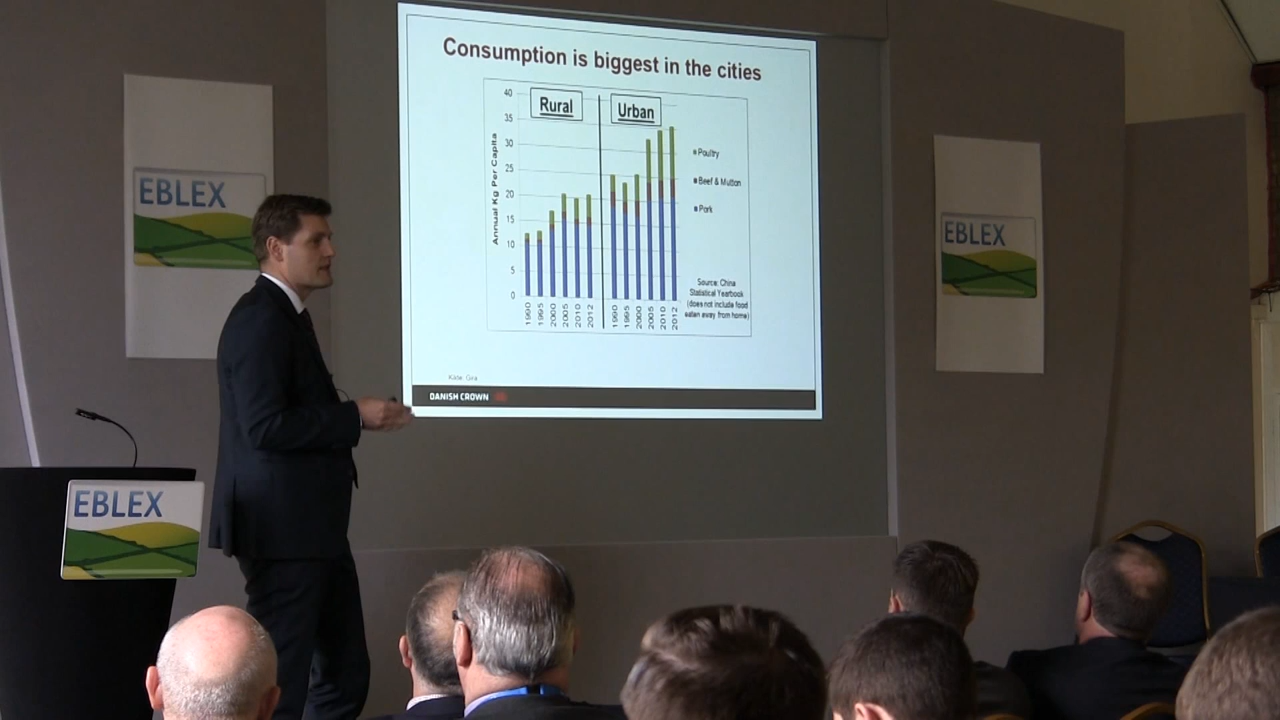 Consumption is biggest in the cities
Rural
Urban
Annual Kg Per Capita
40
35
30
25
20
15
10
5
0
1990
1995
2000
2005
2010
2012
1990
1995
2000
2005
2010
2012
Poultry
Beef & Mutton
Pork
Source: China
Statistical Yearbook
(does not include food
eaten away from home)
DANISH CROWN
EBLEX
EBLEX
EBLEX